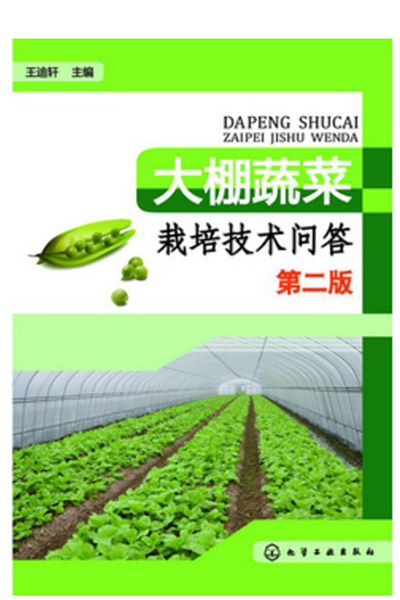 王迪轩 主编
DAPENG SHUCAI
ZAIPEI JISHU WENDA
大棚蔬菜
栽培技术问答
第二版
化学工业出版社